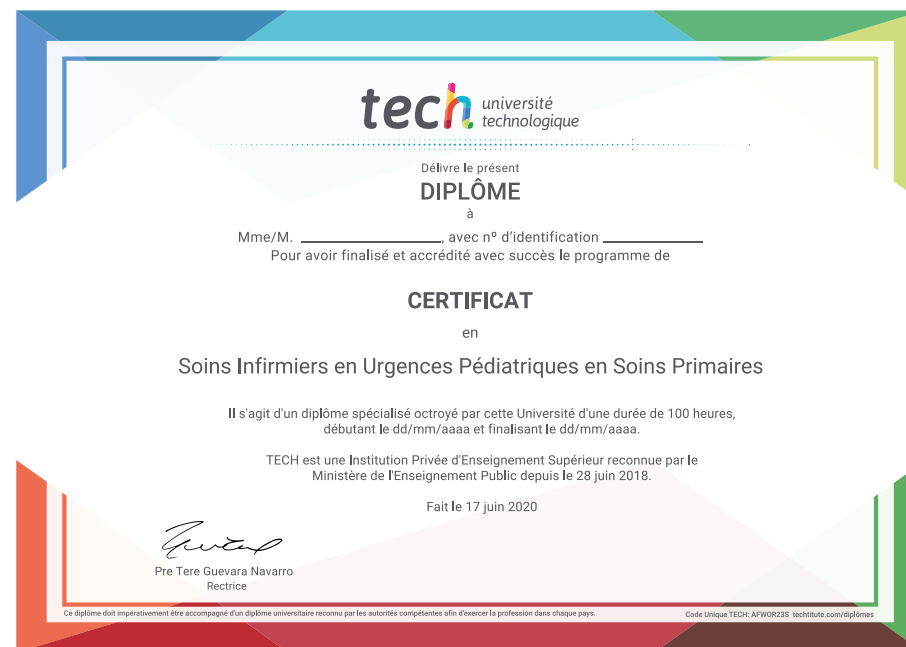 tech université
technologique
Délivre le présent
DIPLÔME
à
Mme/M. ____________________, avec nº d'identification ______________
Pour avoir finalisé et accrédité avec succès le programme de
CERTIFICAT
en
Soins Infirmiers en Urgences Pédiatriques en Soins Primaires
Il s'agit d'un diplôme spécialisé octroyé par cette Université d'une durée de 100 heures,
débutant le dd/mm/aaaa et finalisant le dd/mm/aaaa.
TECH est une Institution Privée d'Enseignement Supérieur reconnue par le
Ministère de l'Enseignement Public depuis le 28 juin 2018.
Fait le 17 juin 2020
Pre Tere Guevara Navarro
Rectrice
Ce diplôme doit impérativement être accompagné d'un diplôme universitaire reconnu par les autorités compétentes afin d'exercer la profession dans chaque pays.
Code Unique TECH: AFWOR23S techtitute.com/diplômes